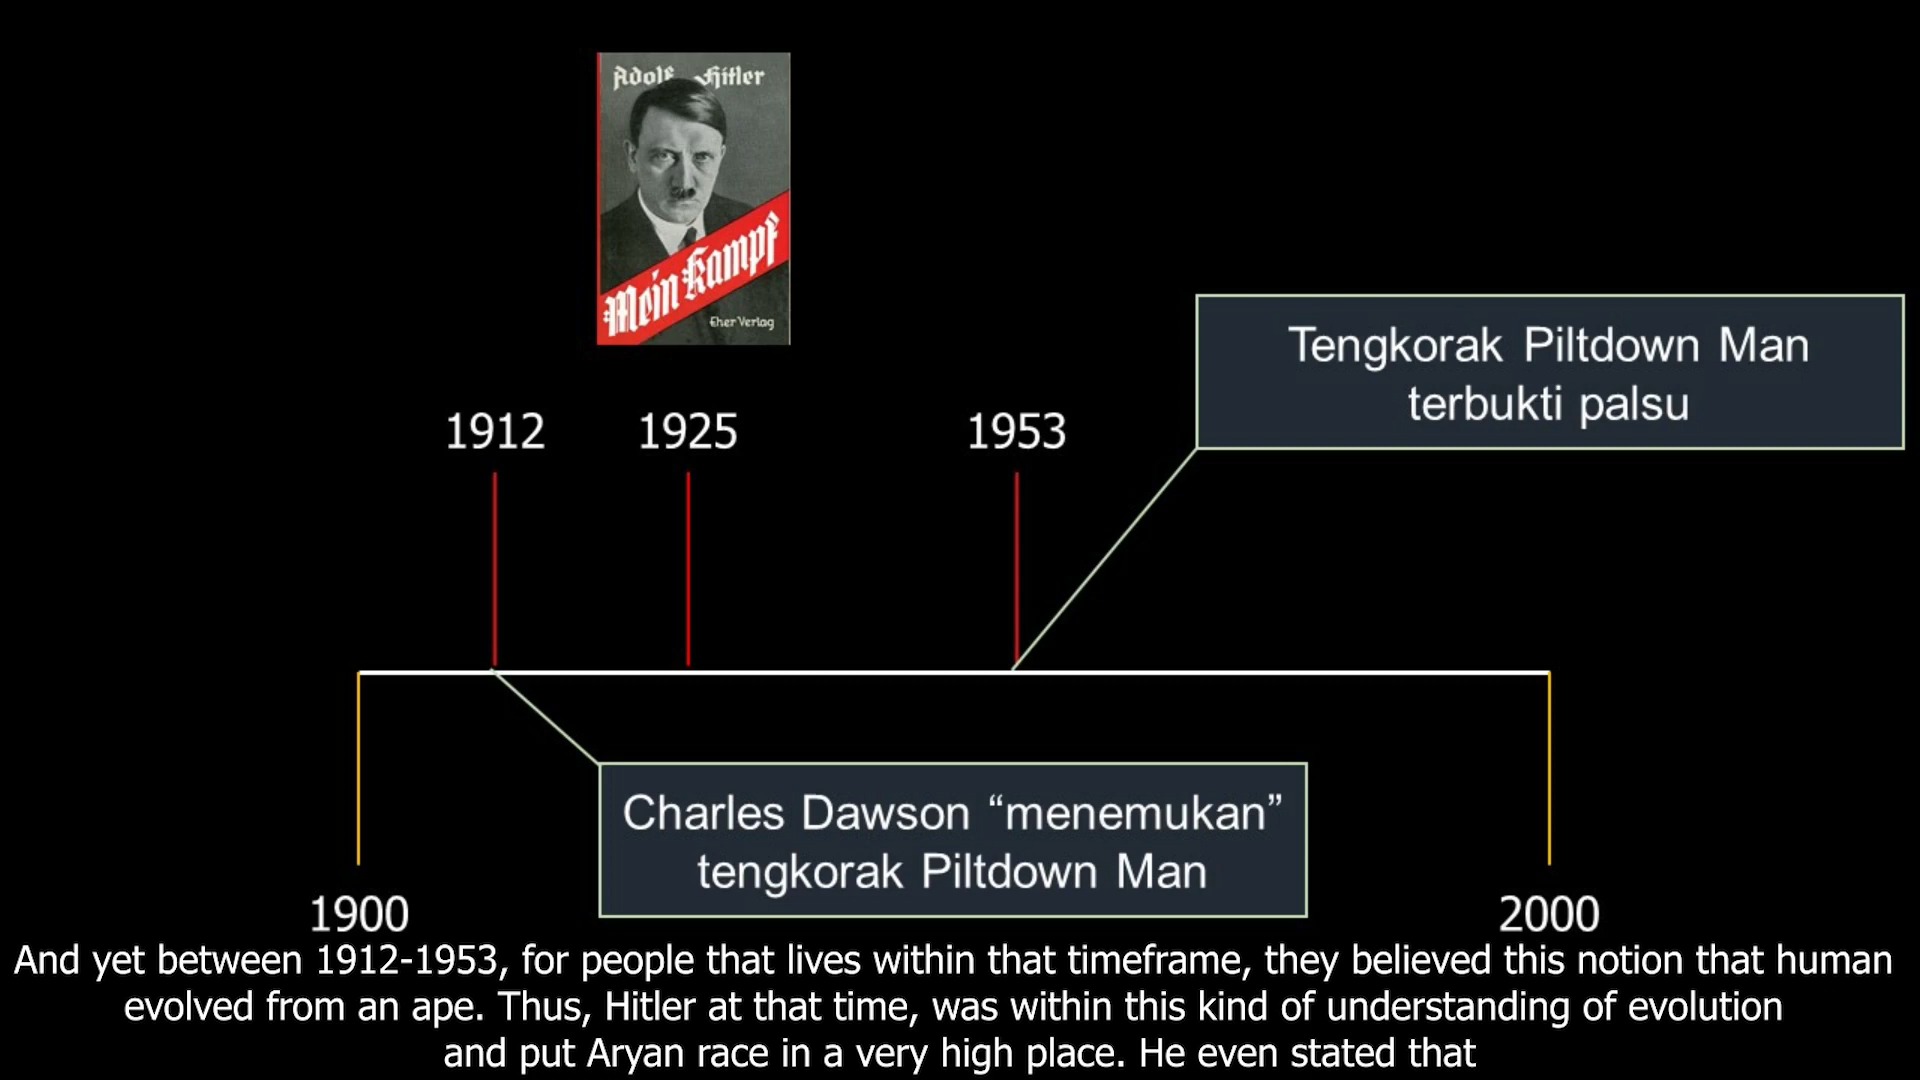 Adolf Hitler
Mein Kampf
Eher Verlag
1912
1925
1953
Tengkorak Piltdown Man
terbukti palsu
Charles Dawson “menemukan”
tengkorak Piltdown Man
1900
2000
And yet between 1912-1953, for people that lives within that timeframe, they believed this notion that human
evolved from an ape. Thus, Hitler at that time, was within this kind of understanding of evolution
and put Aryan race in a very high place. He even stated that